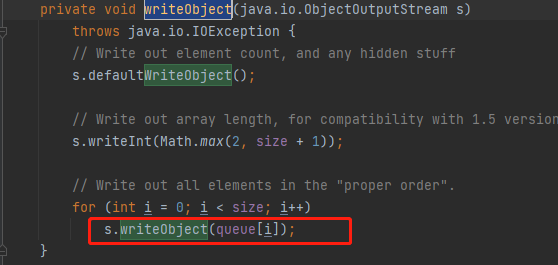 private void writeObject(java.io.ObjectOutputStream s)
throws java.io.IOException {
// Write out element count, and any hidden stuff
s.defaultWriteObject();
// Write out array length, for compatibility with 1.5 version
s.writeInt(Math.max(2, size + 1));
// Write out all elements in the "proper order".
for (int i = 0; i < size; i++)
s.writeObject(queue[i]);
}